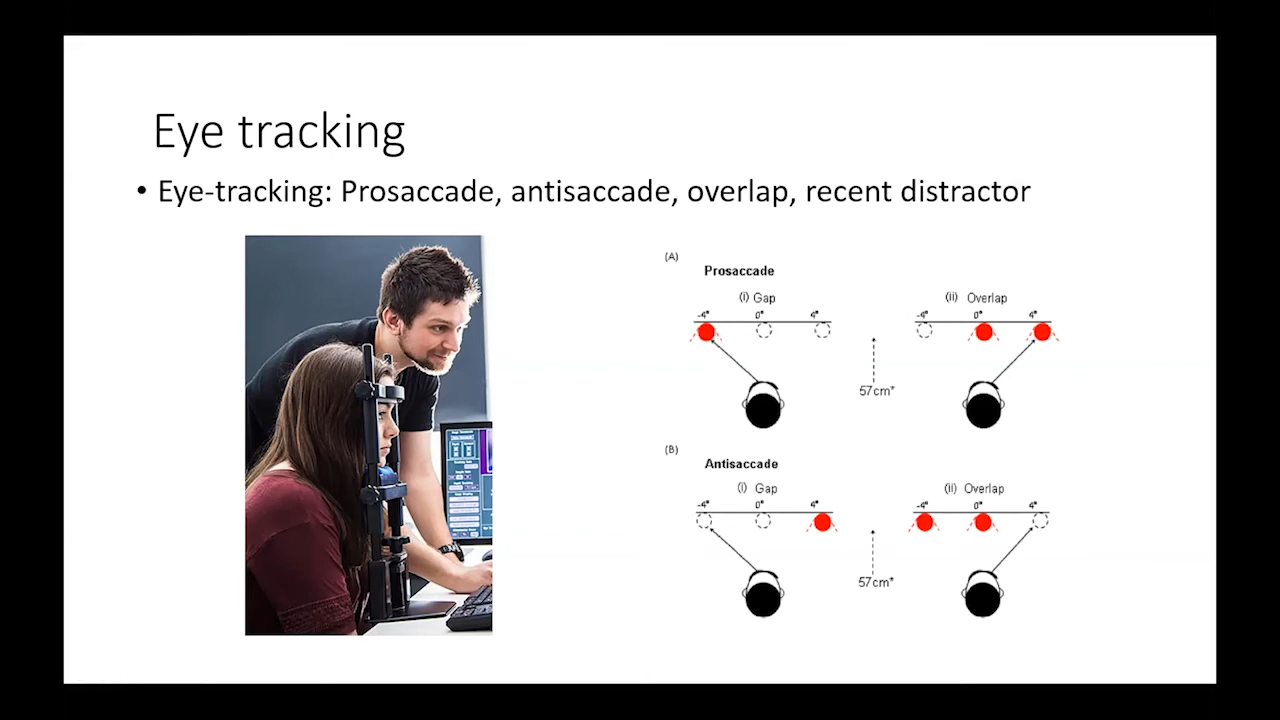 Eye tracking
• Eye-tracking: Prosaccade, antisaccade, overlap, recent distractor
(A)
Prosaccade
(i) Gap
(ii) Overlap
-4° 0° 4°
-4° 0° 4°
57cm*
(B)
Antisaccade
(i) Gap
(ii) Overlap
-4° 0° 4°
-4° 0° 4°
57cm*